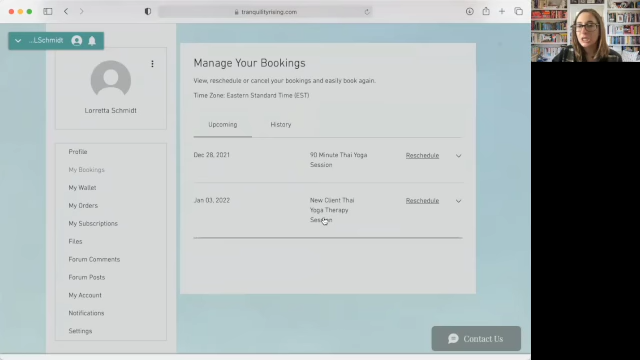 tranquilityrising.com
...LSchmidt
Lorretta Schmidt
Profile
My Bookings
My Wallet
My Orders
My Subscriptions
Files
Forum Comments
Forum Posts
My Account
Notifications
Settings
Manage Your Bookings
View, reschedule or cancel your bookings and easily book again.
Time Zone: Eastern Standard Time (EST)
Upcoming
History
Dec 28, 2021
90 Minute Thai Yoga
Session
Reschedule
Jan 03, 2022
New Client Thai
Yoga Therapy
Session
Reschedule
Contact Us